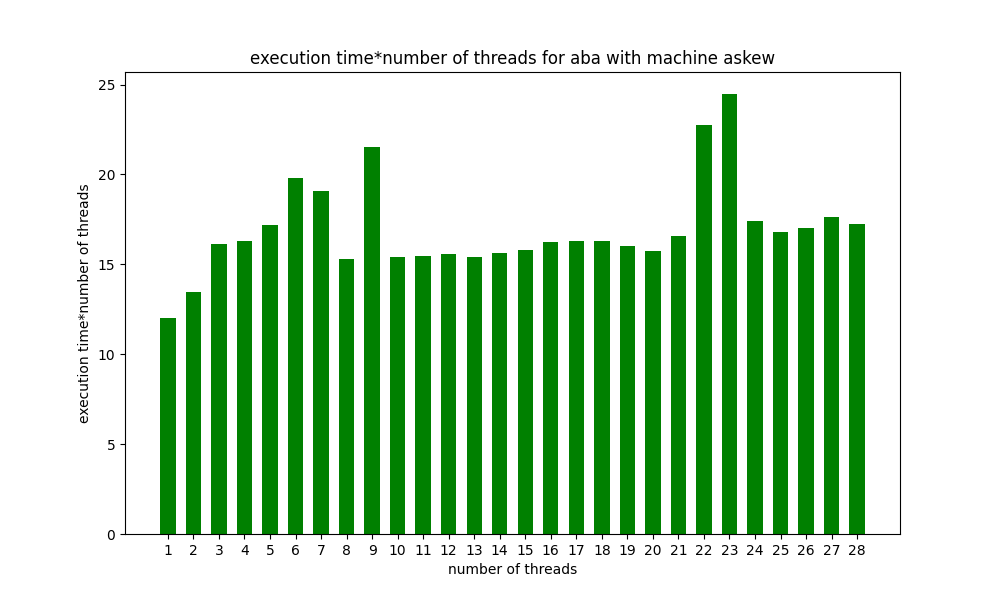 execution time*number of threads for aba with machine askew
execution time*number of threads
25
20
15
10
5
0
1 2 3 4 5 6 7 8 9 10 11 12 13 14 15 16 17 18 19 20 21 22 23 24 25 26 27 28
number of threads